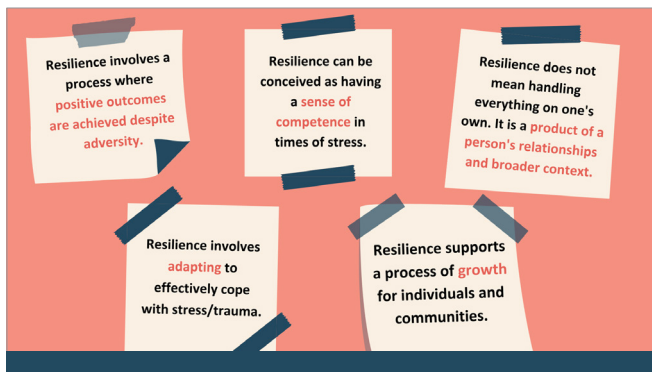 Resilience involves a
process where
positive outcomes
are achieved despite
adversity.
Resilience can be
conceived as having
a sense of
competence in
times of stress.
Resilience does not
mean handling
everything on one's
own. It is a product of a
person's relationships
and broader context.
Resilience involves
adapting to
effectively cope
with stress/trauma.
Resilience supports
a process of growth
for individuals and
communities.